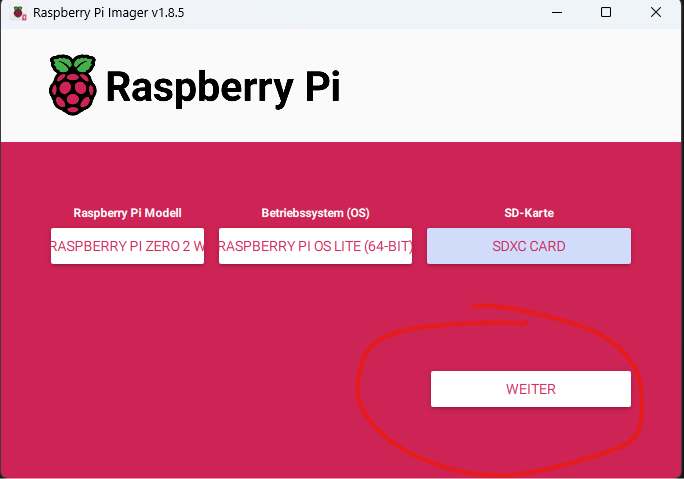 Raspberry Pi Imager v1.8.5
Raspberry Pi
Raspberry Pi Modell
Betriebssystem (OS)
SD-Karte
RASPBERRY PI ZERO 2 W
RASPBERRY PI OS LITE (64-BIT)
SDXC CARD
WEITER